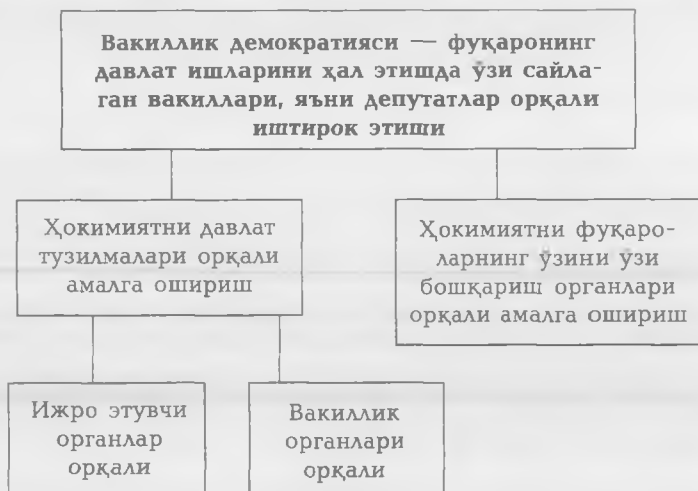 Вакиллик демократияси — фуқаронинг
давлат ишларини ҳал этишда ўзи сайла-
ган вакиллари, яъни депутатлар орқали
иштирок этиши
Ҳокимиятни давлат
тузилмалари орқали
амалга ошириш
Ҳокимиятни фуқаро-
ларнинг ўзини ўзи
бошқариш органлари
орқали амалга ошириш
Ижро этувчи
органлар
орқали
Вакиллик
органлари
орқали